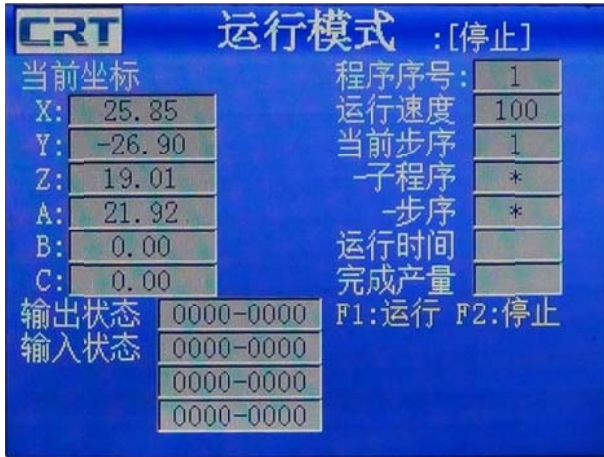 CRT 运行模式 :[停止]
当前坐标 程序序号: 1
X: 25.85 运行速度 100
Y: -26.90 当前步序 1
Z: 19.01 -子程序 *
A: 21.92 -步序 *
B: 0.00 运行时间
C: 0.00 完成产量
输出状态 0000-0000 F1:运行 F2:停止
输入状态 0000-0000
0000-0000
0000-0000